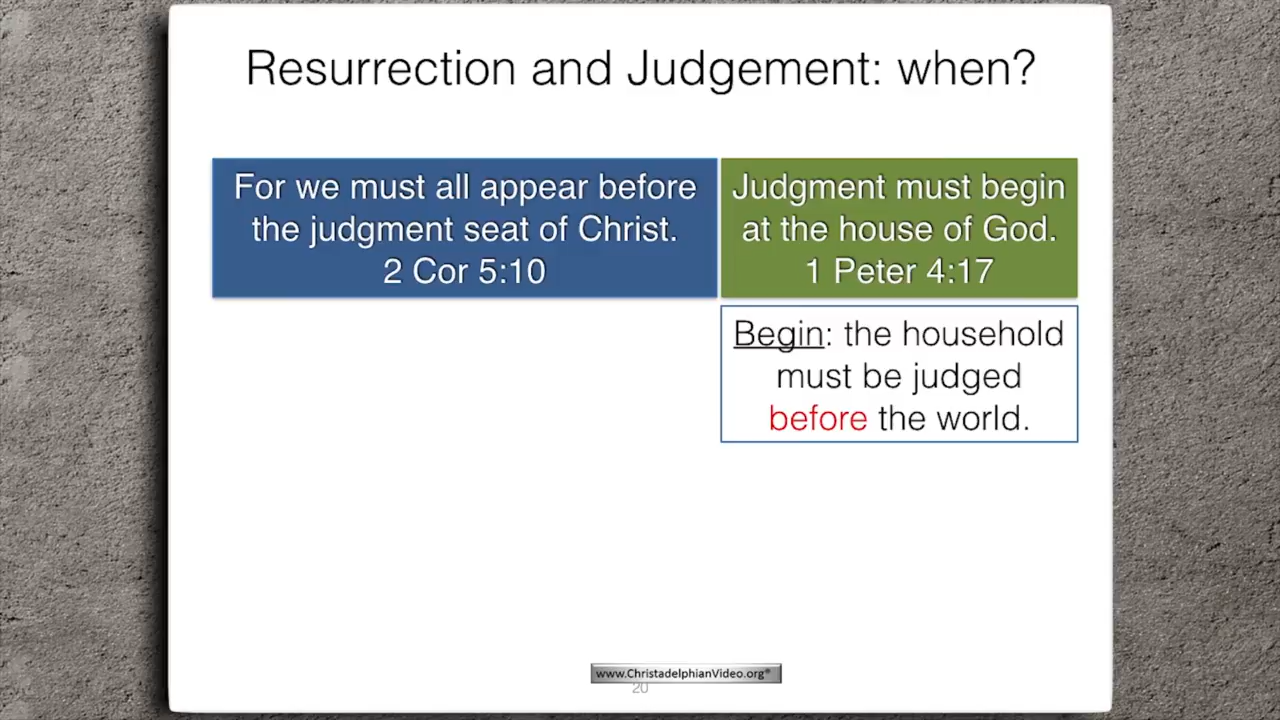 Resurrection and Judgement: when?
For we must all appear before
the judgment seat of Christ.
2 Cor 5:10
Judgment must begin
at the house of God.
1 Peter 4:17
Begin: the household
must be judged
before the world.
www.ChristadelphianVideo.org®
20